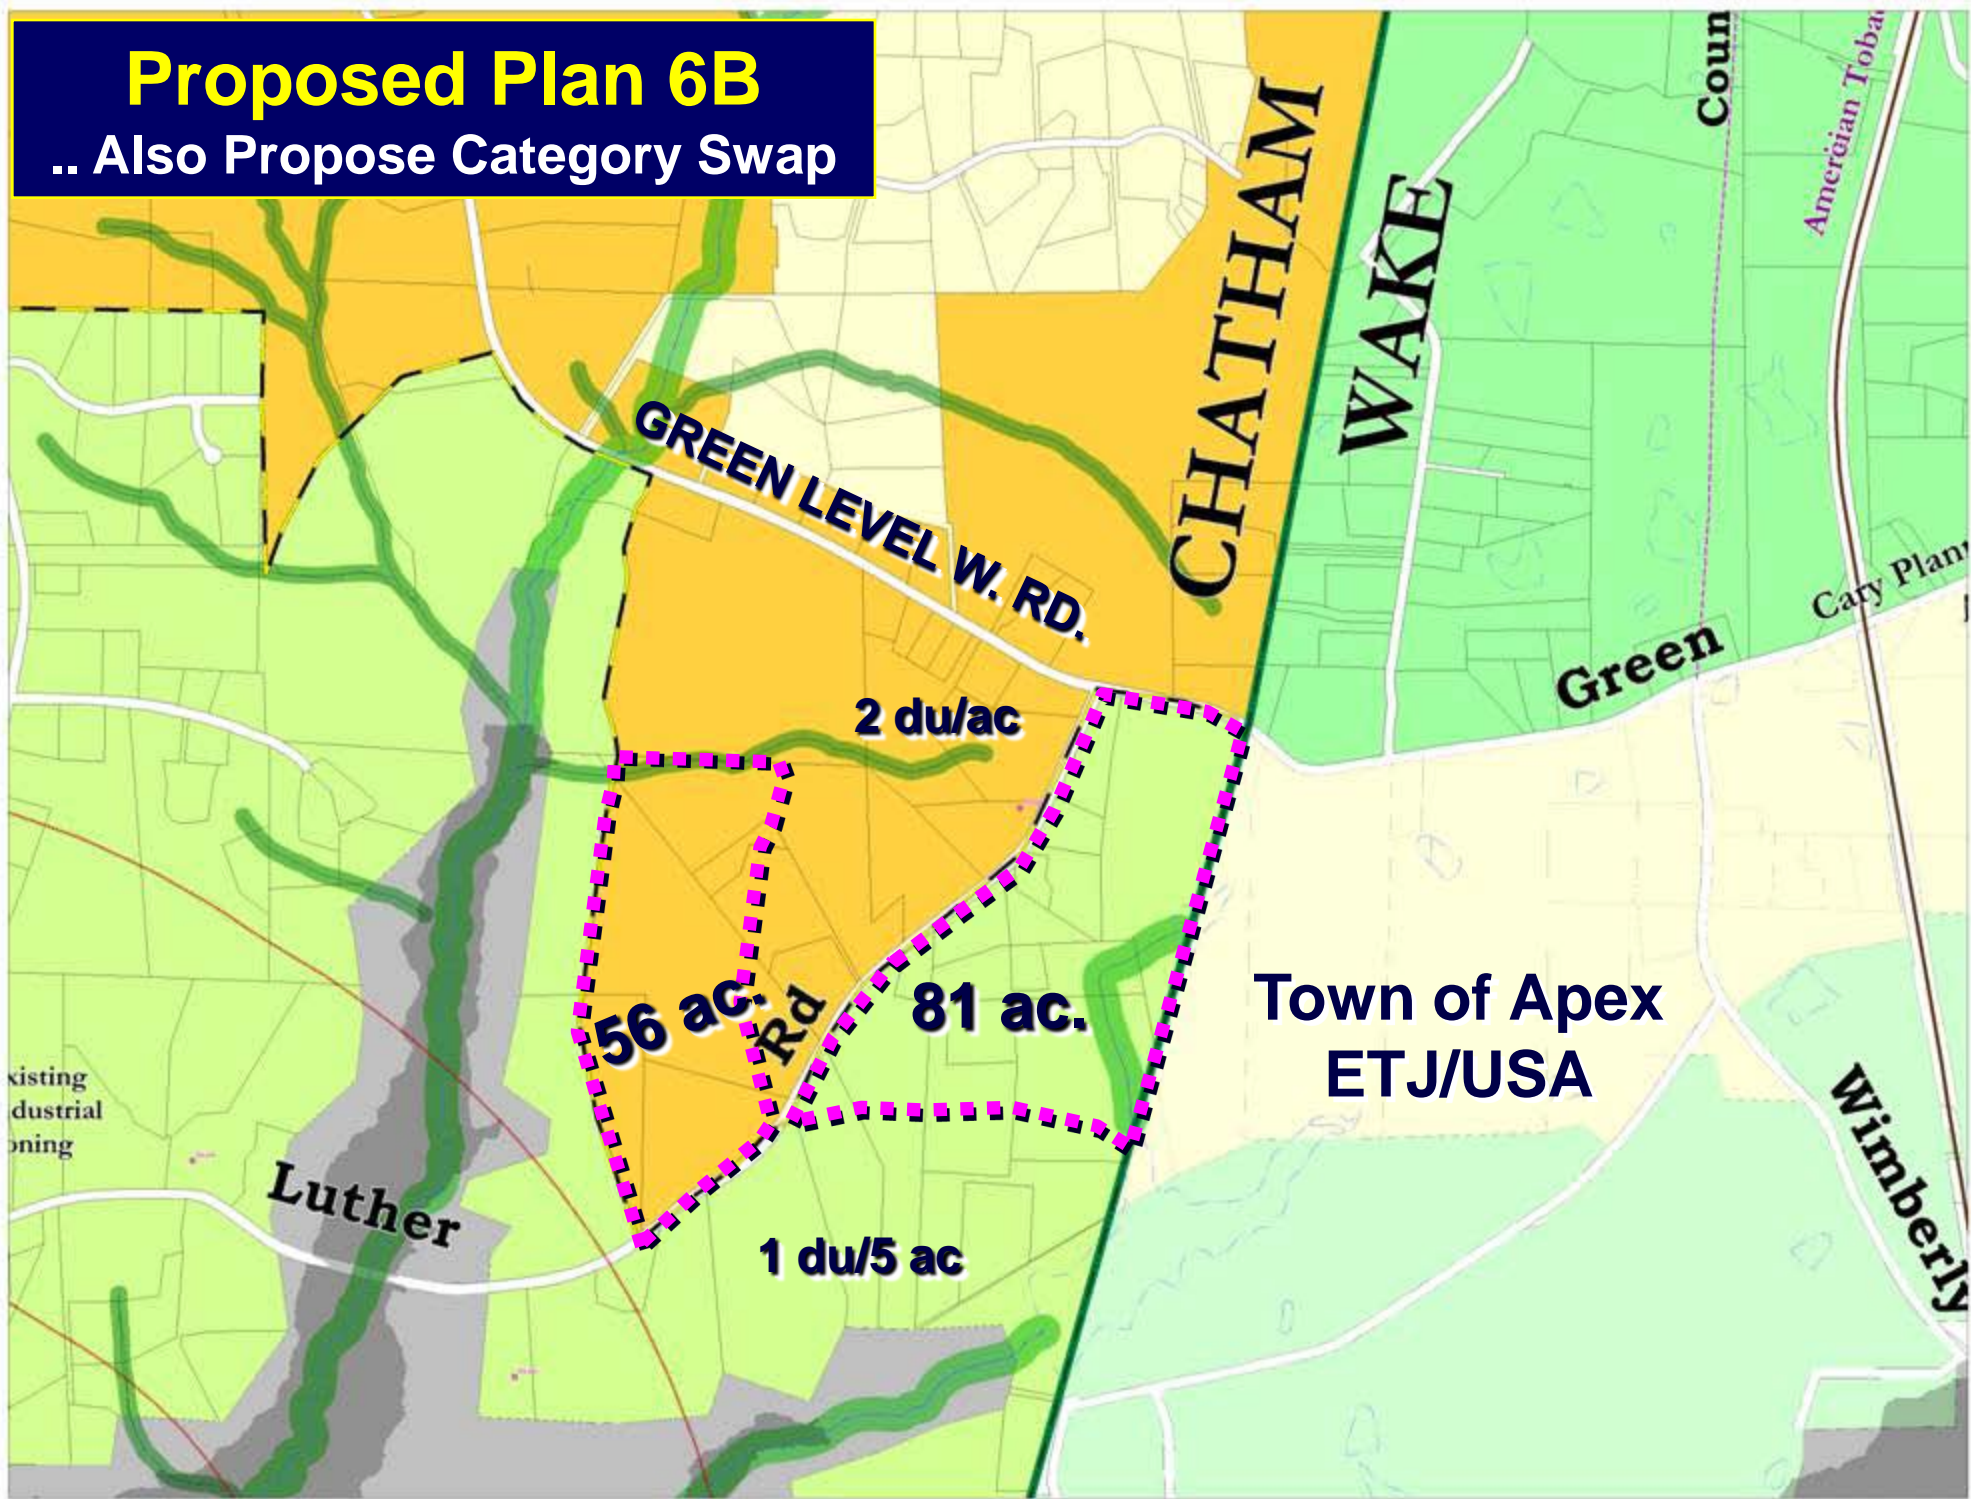 Proposed Plan 6B
.. Also Propose Category Swap
CHATHAM
WAKE
Coun
Ameroian Toba
GREEN LEVEL W. RD.
Cary Plann
Green
2 du/ac
56 ac.
Rd
81 ac.
Town of Apex
ETJ/USA
xisting
dustrial
oning
Luther
1 du/5 ac
Wimberly